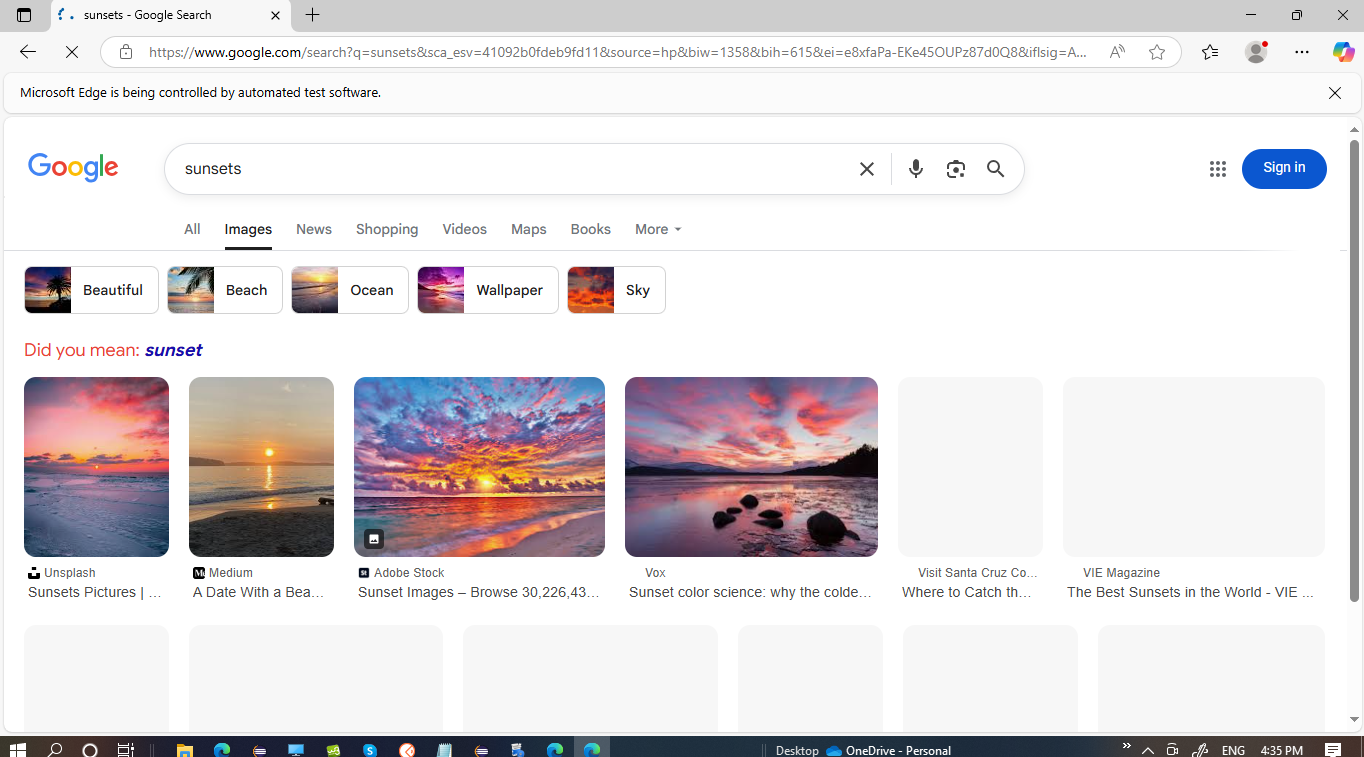 sunsets - Google Search
https://www.google.com/search?q=sunsets&sca_esv=41092b0fdeb9fd11&source=hp&biw=1358&bih=615&ei=e8xfaPa-EKe45OUPz87d0Q8&iflsig=A...
Microsoft Edge is being controlled by automated test software.
Google
sunsets
Sign in
All Images News Shopping Videos Maps Books More
Beautiful Beach Ocean Wallpaper Sky
Did you mean: sunset
Unsplash Medium Adobe Stock Vox Visit Santa Cruz Co... VIE Magazine
Sunsets Pictures | ... A Date With a Bea... Sunset Images – Browse 30,226,43... Sunset color science: why the colde... Where to Catch th... The Best Sunsets in the World - VIE ...
Desktop OneDrive - Personal ENG 4:35 PM